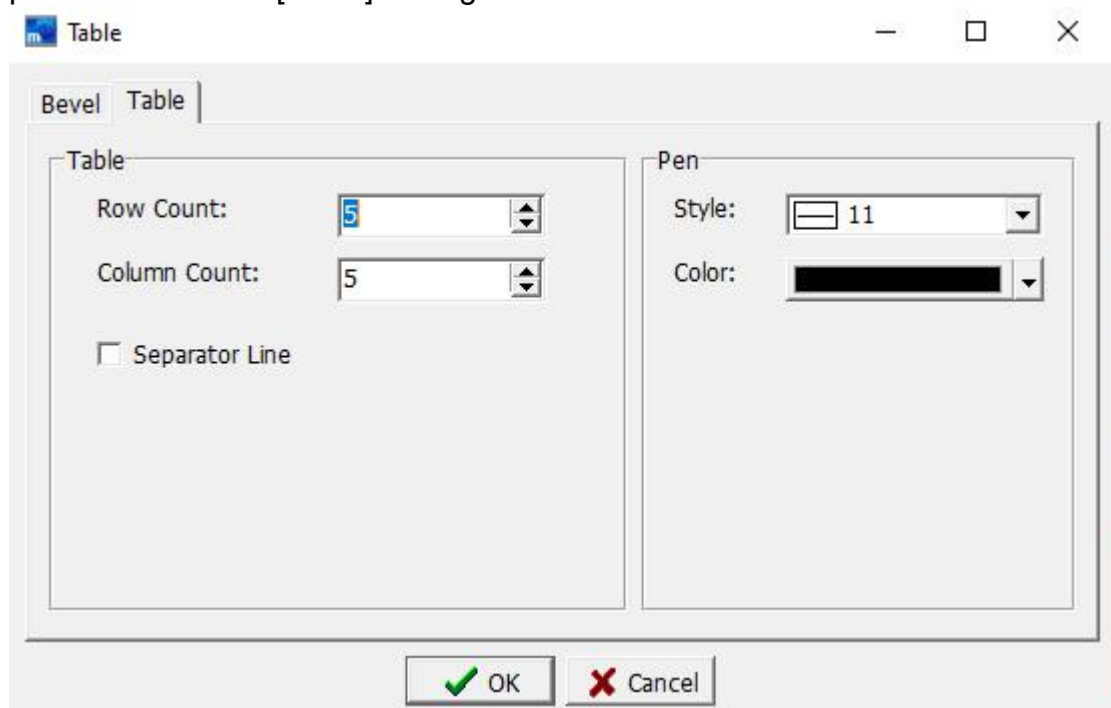 Table
Bevel Table
Table
Row Count: 5
Column Count: 5
Separator Line
Pen
Style: 11
Color:
OK Cancel